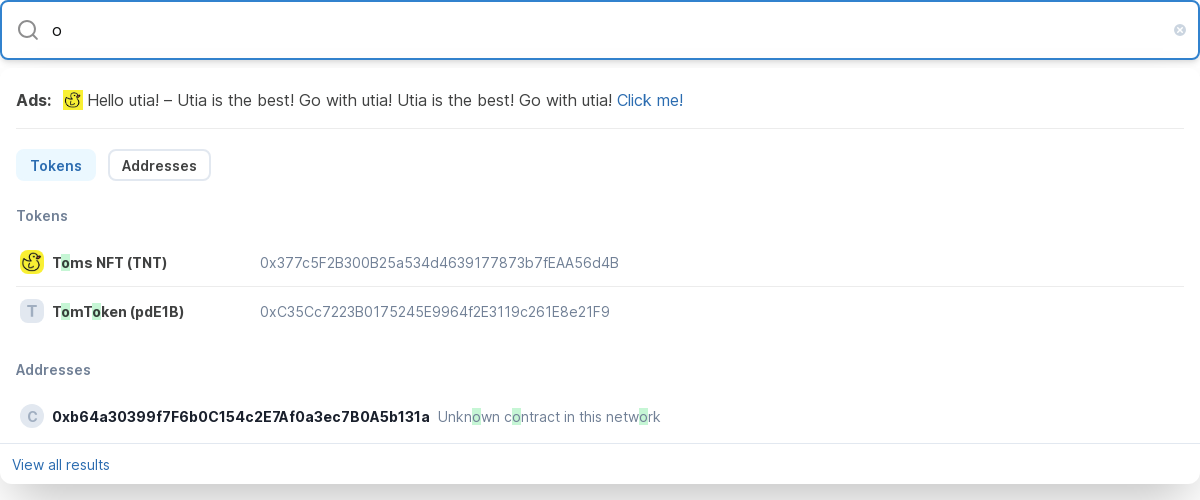 o
Ads: Hello utia! – Utia is the best! Go with utia! Utia is the best! Go with utia! Click me!
Tokens Addresses
Tokens
Toms NFT (TNT) 0x377c5F2B300B25a534d4639177873b7fEAA56d4B
T TomToken (pdE1B) 0xC35Cc7223B0175245E9964f2E3119c261E8e21F9
Addresses
C 0xb64a30399f7F6b0C154c2E7Af0a3ec7B0A5b131a Unknown contract in this network
View all results